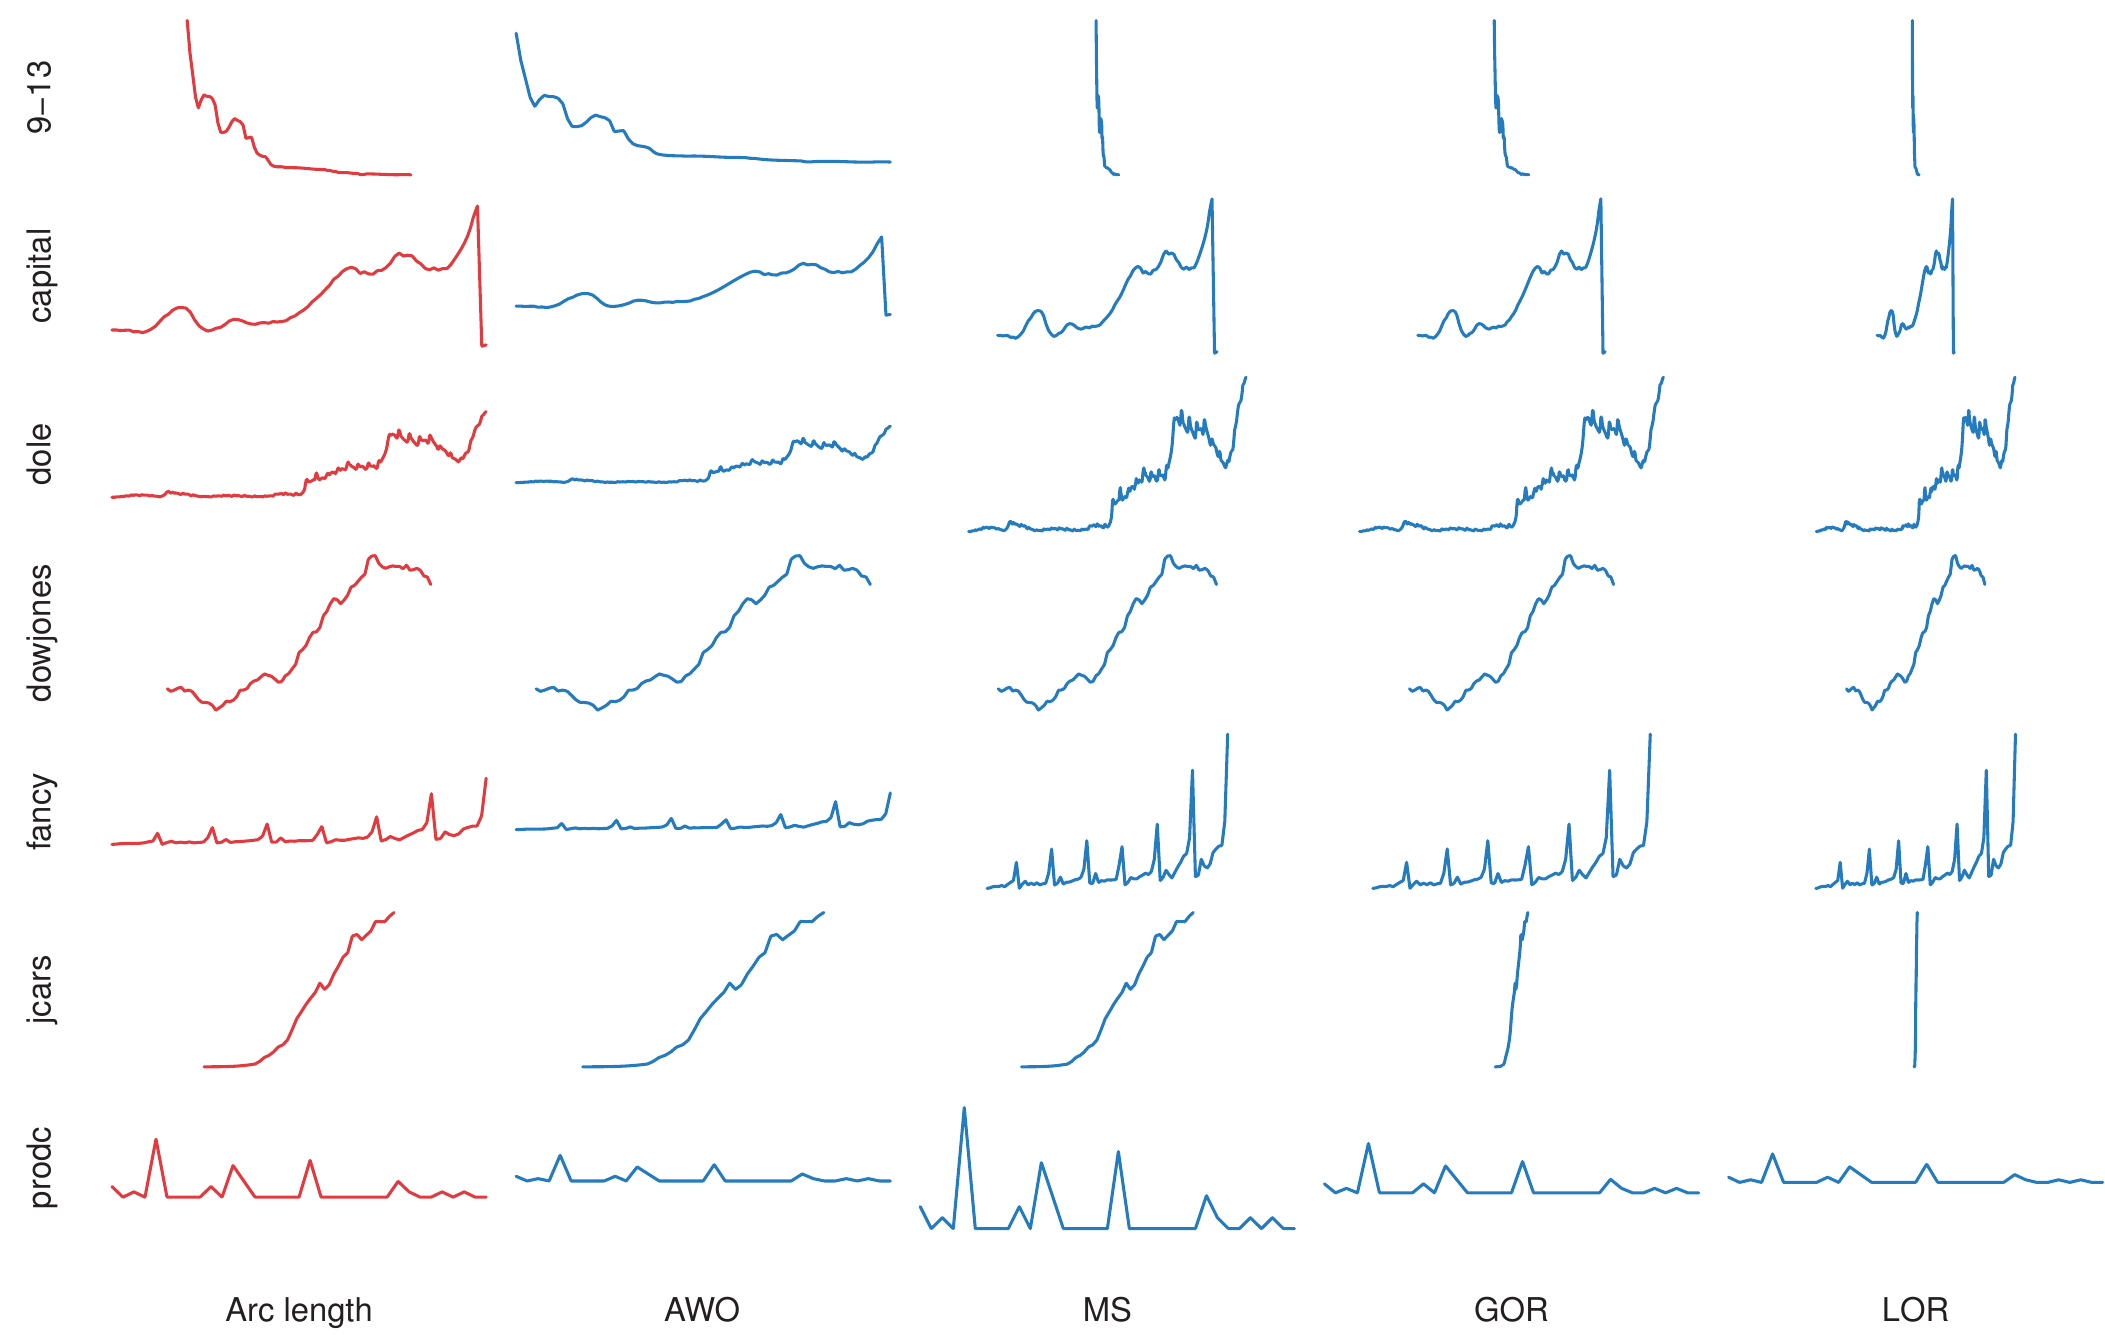 9−13
capital
dole
dowjones
fancy
jcars
prodc
Arc length
AWO
MS
GOR
LOR